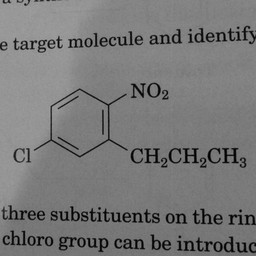 e target molecule and identify
NO₂
Cl
CH₂CH₂CH₃
three substituents on the rin
chloro group can be introduc